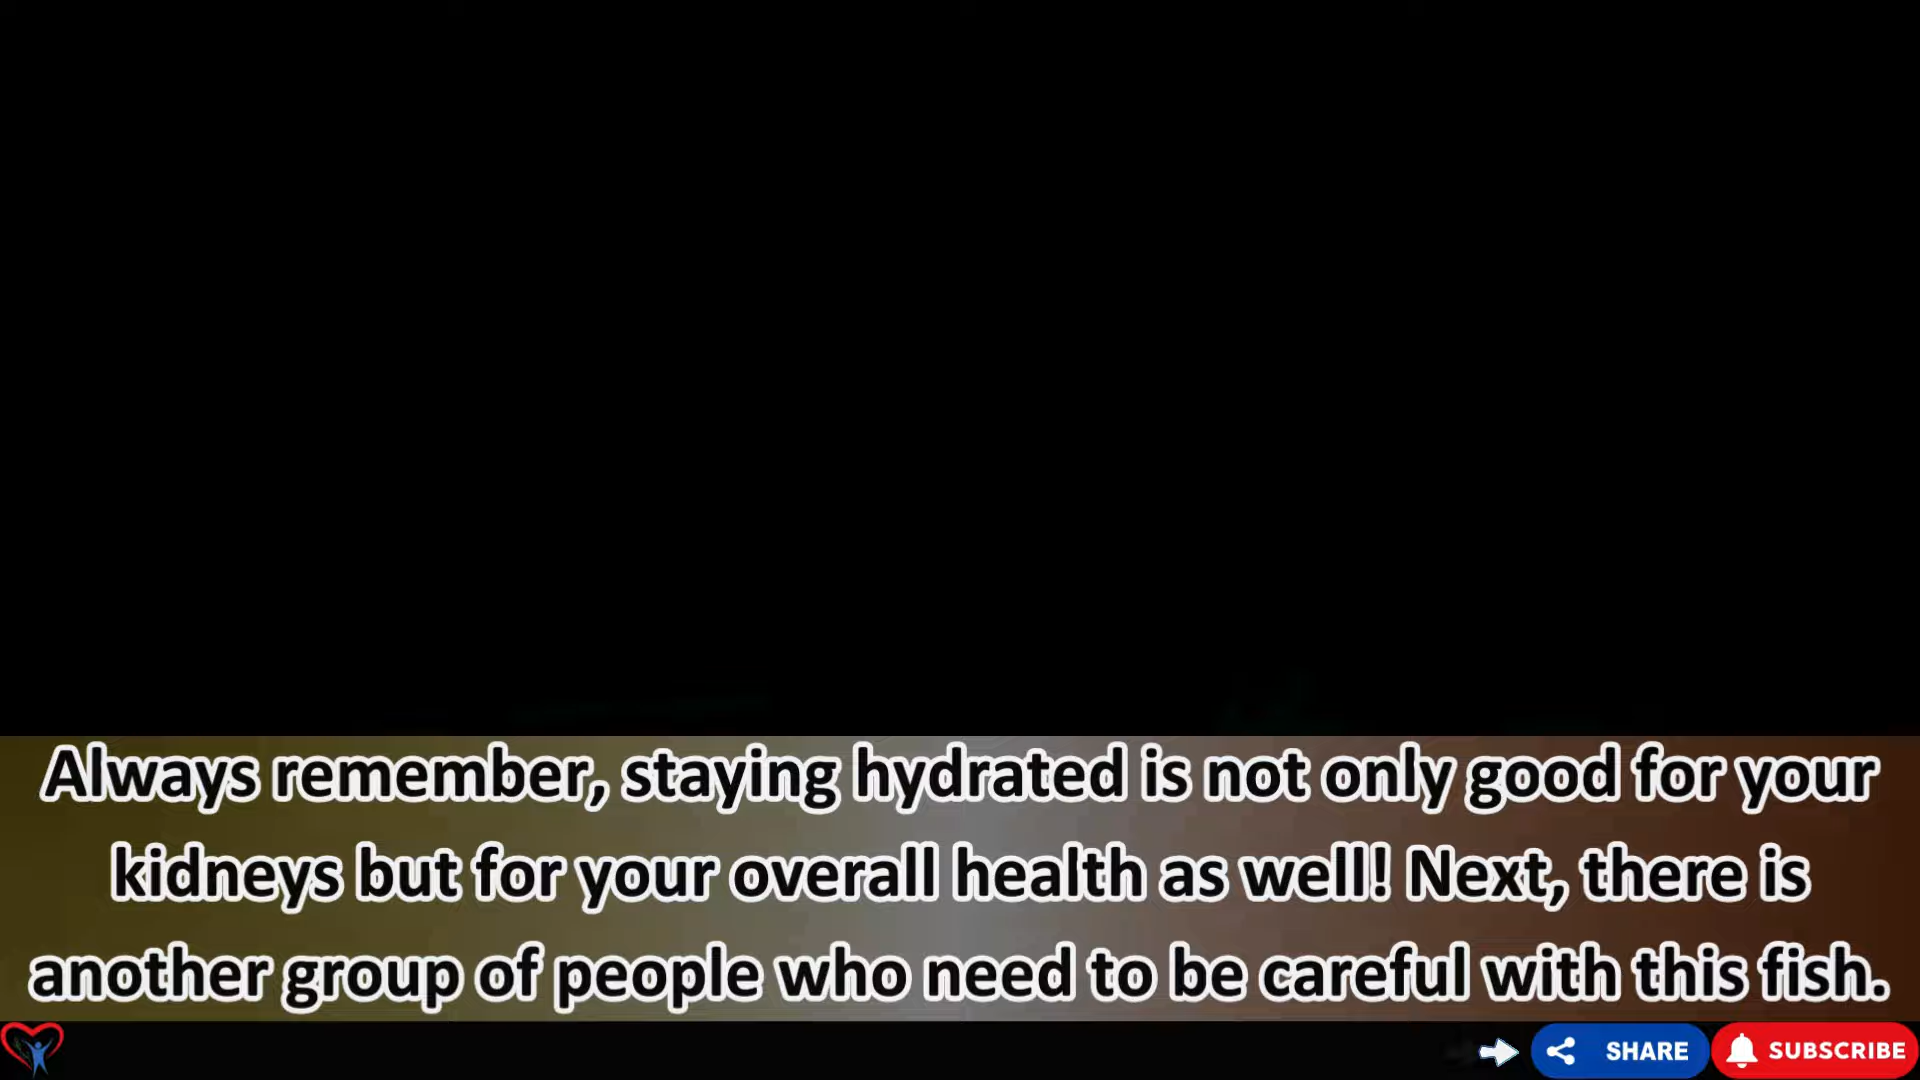 Always remember, staying hydrated is not only good for your
kidneys but for your overall health as well! Next, there is
another group of people who need to be careful with this fish.
SHARE
SUBSCRIBE